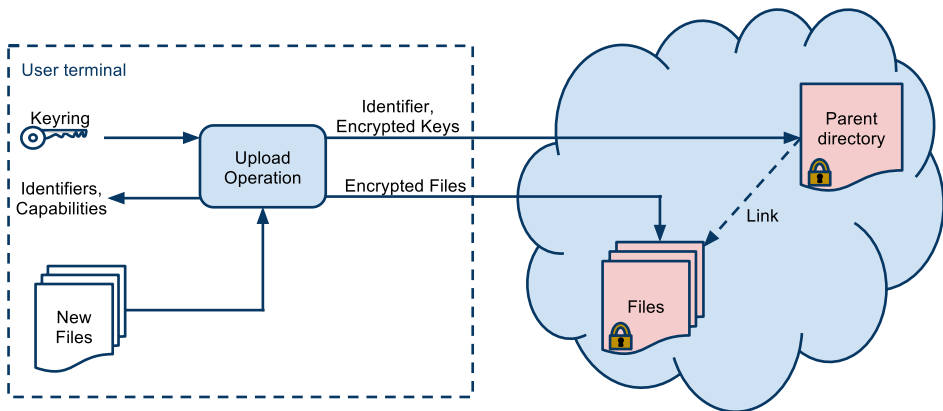 User terminal
Keyring
Identifier,
Encrypted Keys
Parent
directory
Upload
Operation
Identifiers,
Capabilities
Encrypted Files
Link
New
Files
Files